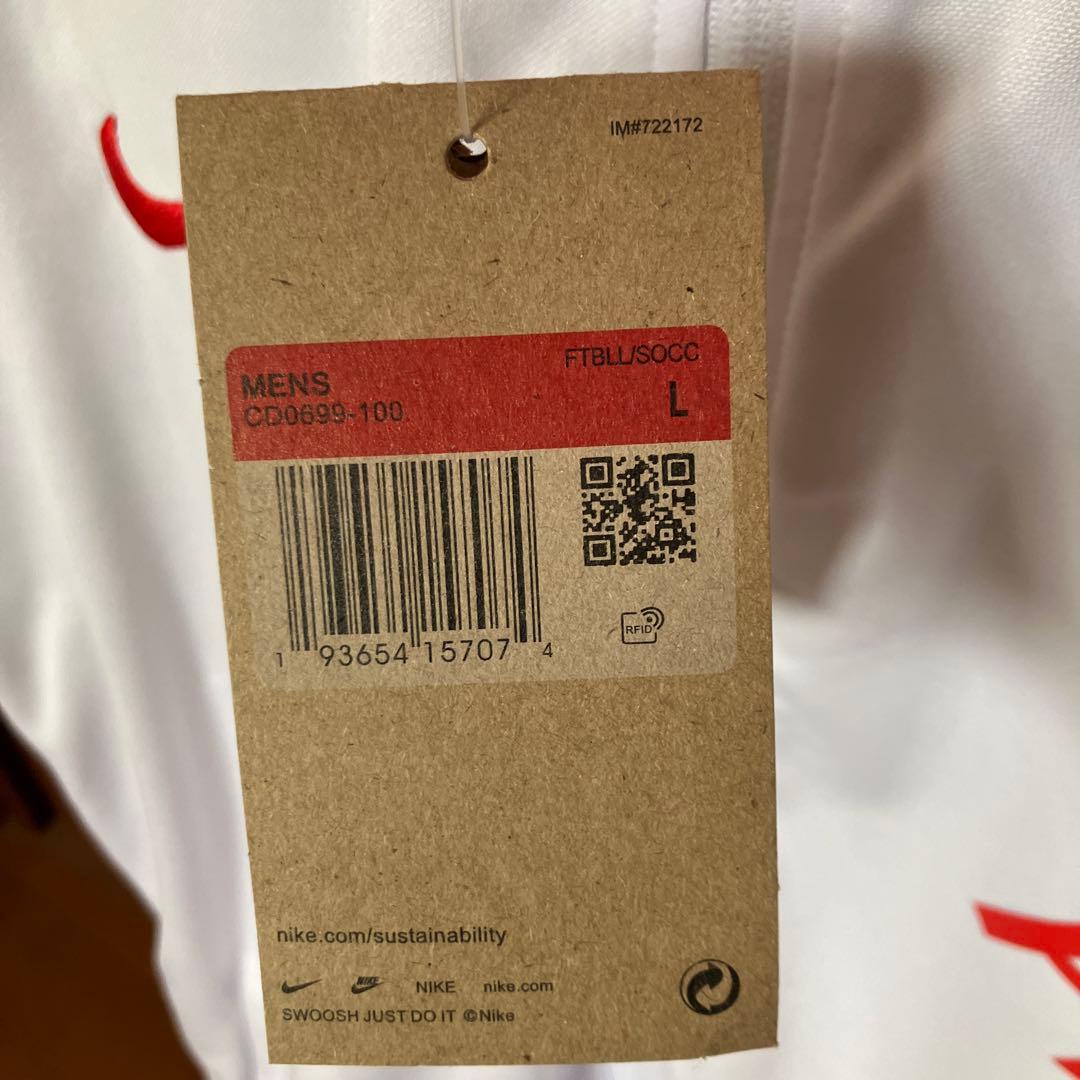 IM#722172
FTBLL/SOCC
MENS
CD0699-100
L
RFID
1 93654 15707 4
nike.com/sustainability
NIKE NIKE nike.com
SWOOSH JUST DO IT ©Nike